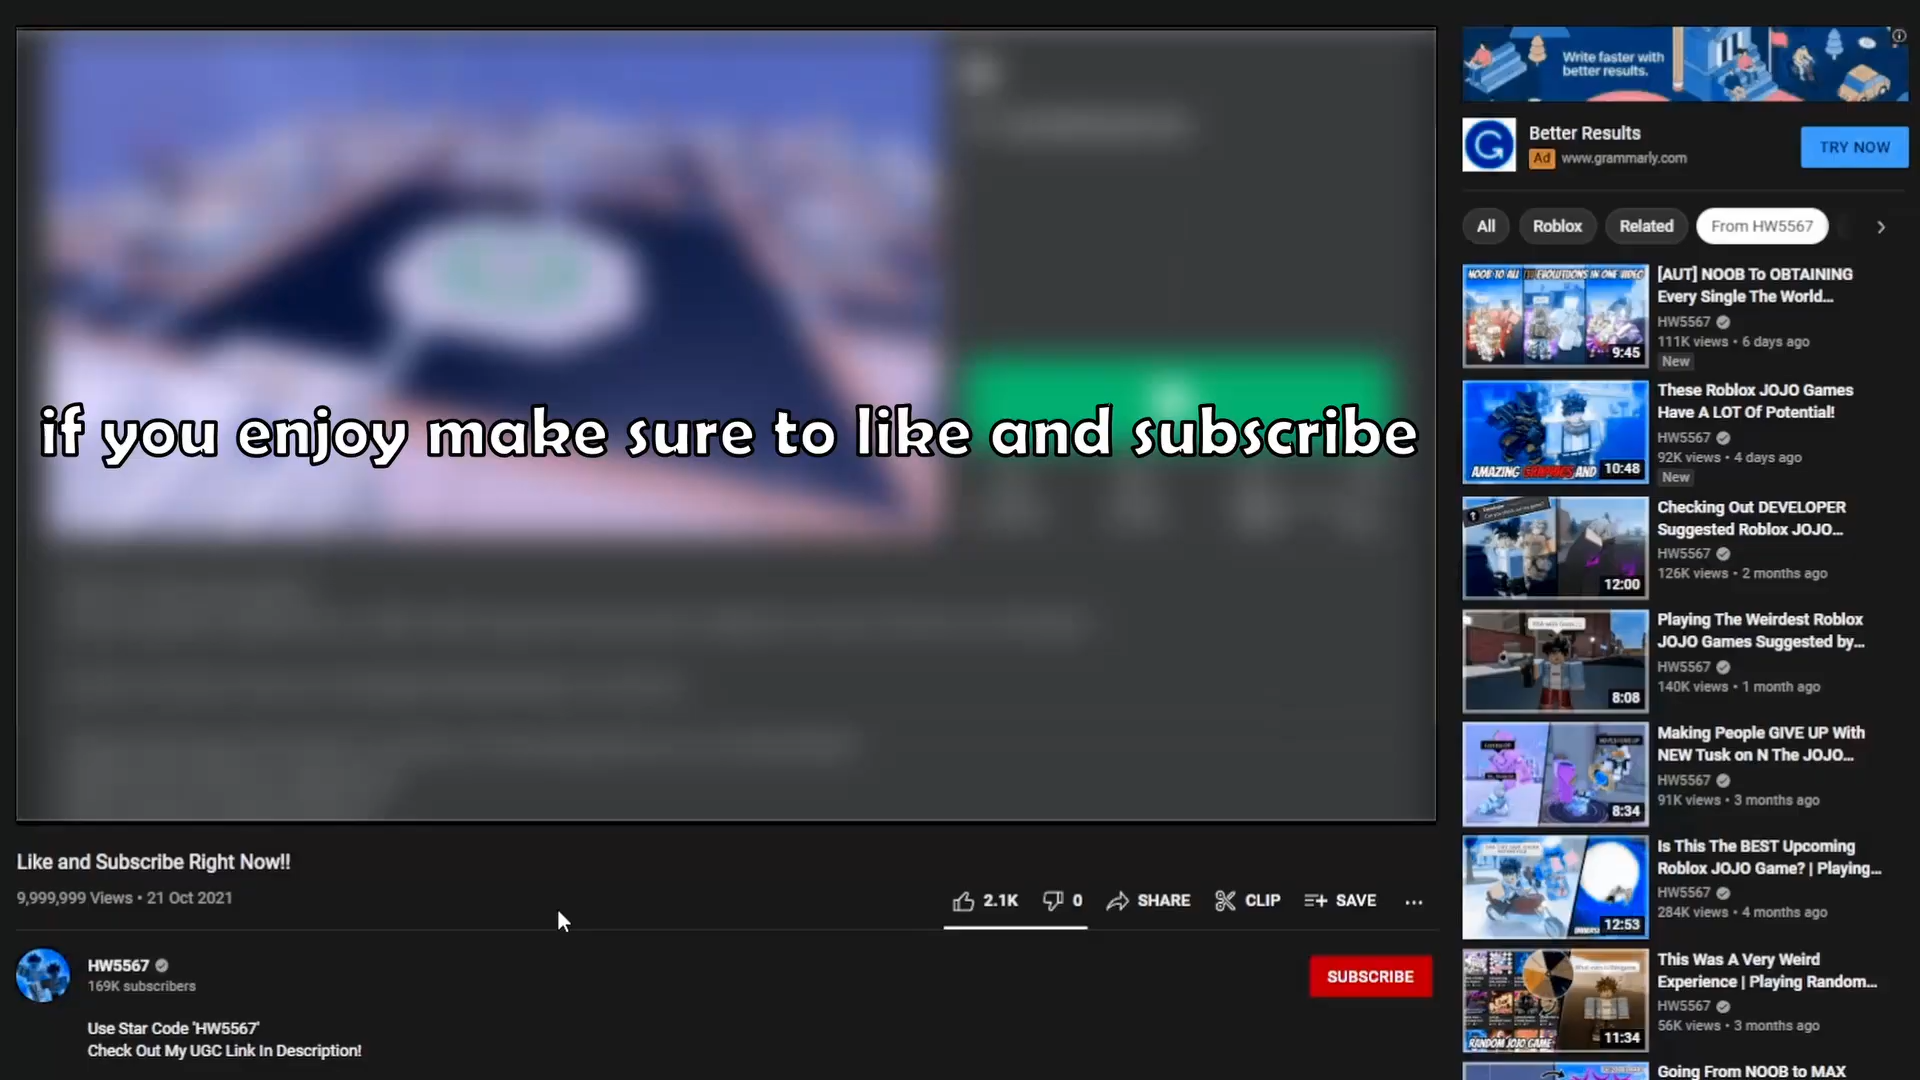 if you enjoy make sure to like and subscribe
Like and Subscribe Right Now!!
9,999,999 Views • 21 Oct 2021
2.1K
0
SHARE
CLIP
SAVE
HW5567
169K subscribers
SUBSCRIBE
Use Star Code 'HW5567'
Check Out My UGC Link In Description!
Write faster with
better results.
Better Results
Ad www.grammarly.com
TRY NOW
All
Roblox
Related
From HW5567
[AUT] NOOB To OBTAINING
Every Single The World...
HW5567
111K views • 6 days ago
New
9:45
These Roblox JOJO Games
Have A LOT Of Potential!
HW5567
92K views • 4 days ago
New
AMAZING GRAPHICS AND
10:48
Checking Out DEVELOPER
Suggested Roblox JOJO...
HW5567
126K views • 2 months ago
12:00
Playing The Weirdest Roblox
JOJO Games Suggested by...
HW5567
140K views • 1 month ago
8:08
Making People GIVE UP With
NEW Tusk on N The JOJO...
HW5567
91K views • 3 months ago
8:34
Is This The BEST Upcoming
Roblox JOJO Game? | Playing...
HW5567
284K views • 4 months ago
12:53
This Was A Very Weird
Experience | Playing Random...
HW5567
56K views • 3 months ago
RANDOM JOJO GAME
11:34
Going From NOOB to MAX